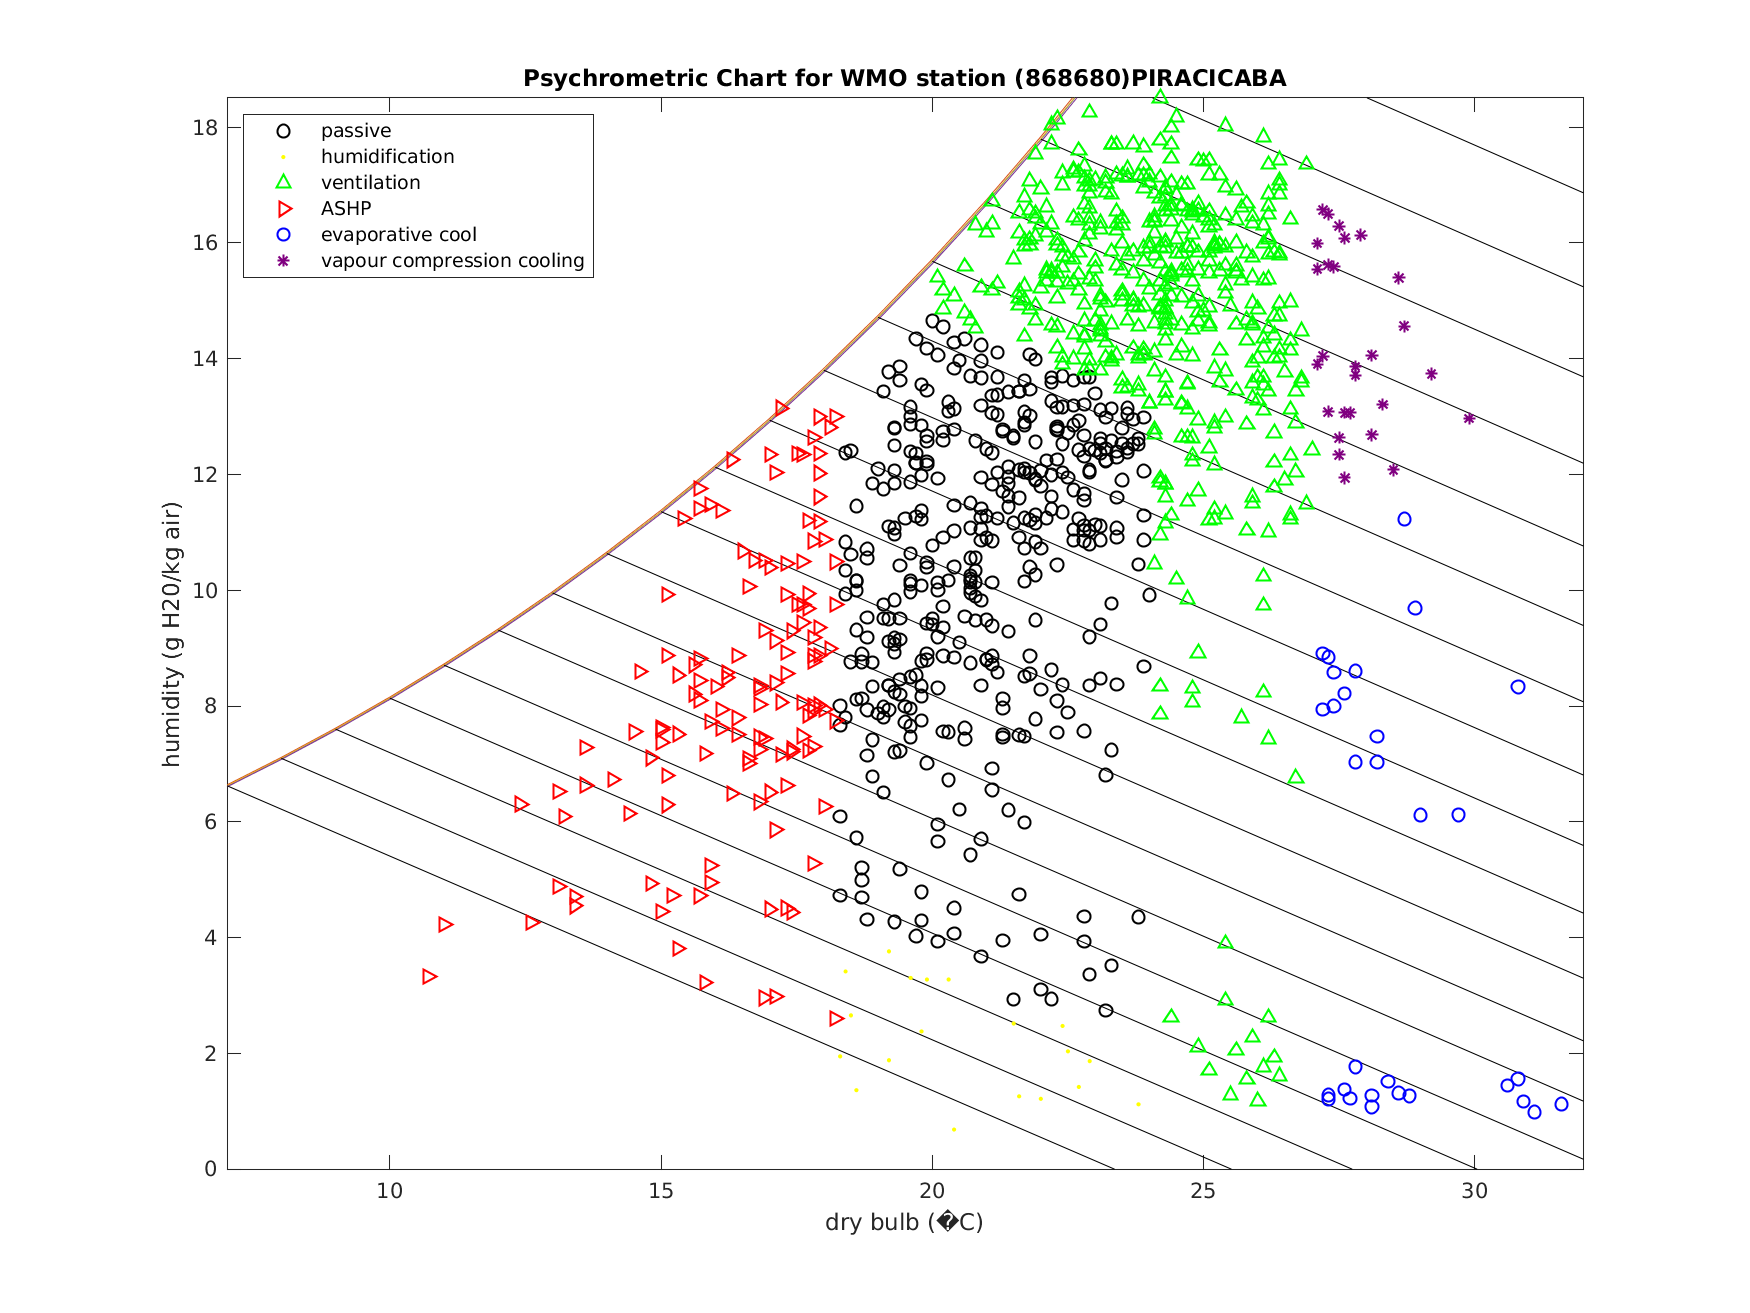 Psychrometric Chart for WMO station (868680)PIRACICABA
passive
humidification
ventilation
ASHP
evaporative cool
vapour compression cooling
humidity (g H20/kg air)
18
16
14
12
10
8
6
4
2
0
10 15 20 25 30
dry bulb (�C)